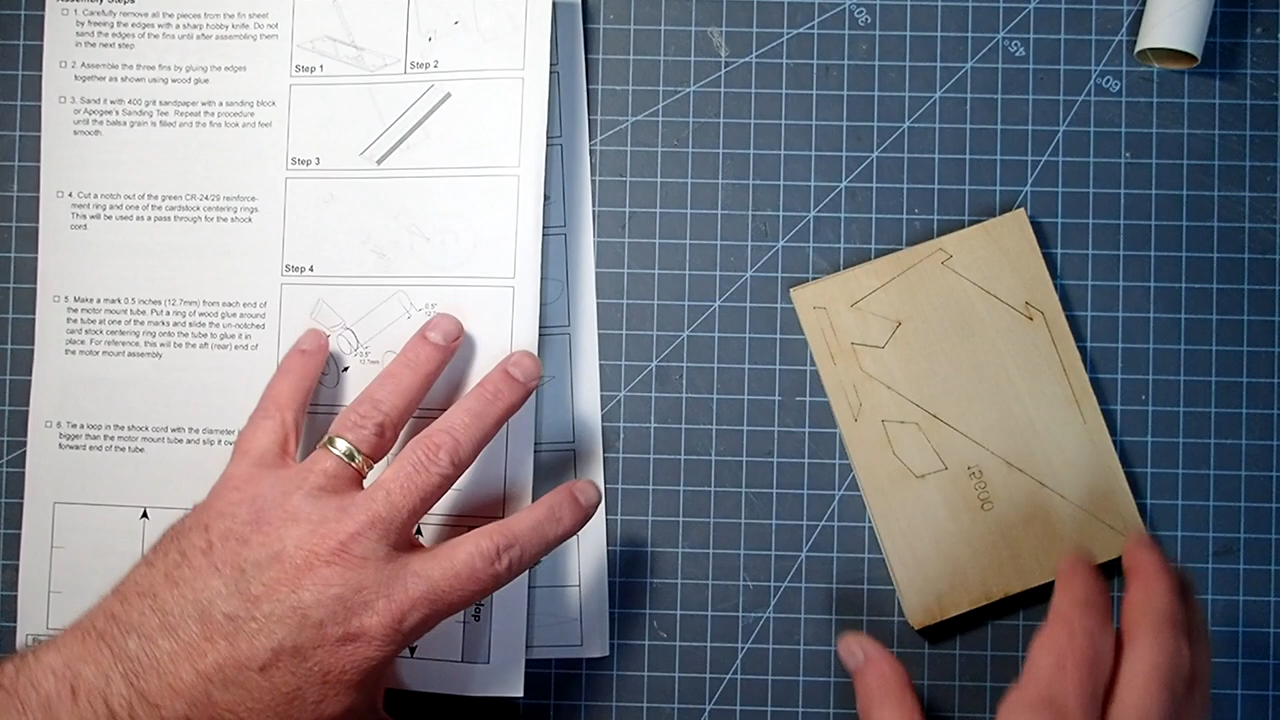 Assembly Steps
1. Carefully remove all the pieces from the fin sheet
by freeing the edges with a sharp hobby knife. Do not
sand the edges of the fins until after assembling them
in the next step.
2. Assemble the three fins by gluing the edges
together as shown using wood glue.
3. Sand it with 400 grit sandpaper with a sanding block
or Apogee's Sanding Tee. Repeat the procedure
until the balsa grain is filled and the fins look and feel
smooth.
4. Cut a notch out of the green CR-24/29 reinforce-
ment ring and one of the cardstock centering rings.
This will be used as a pass through for the shock
cord.
5. Make a mark 0.5 inches (12.7mm) from each end of
the motor mount tube. Put a ring of wood glue around
the tube at one of the marks and slide the un-notched
card stock centering ring onto the tube to glue it in
place. For reference, this will be the aft (rear) end of
the motor mount assembly.
6. Tie a loop in the shock cord with the diameter
bigger than the motor mount tube and slip it
forward end of the tube.
Step 1
Step 2
Step 3
Step 4
0.5"
0.5"
12.7mm
30°
45°
60°